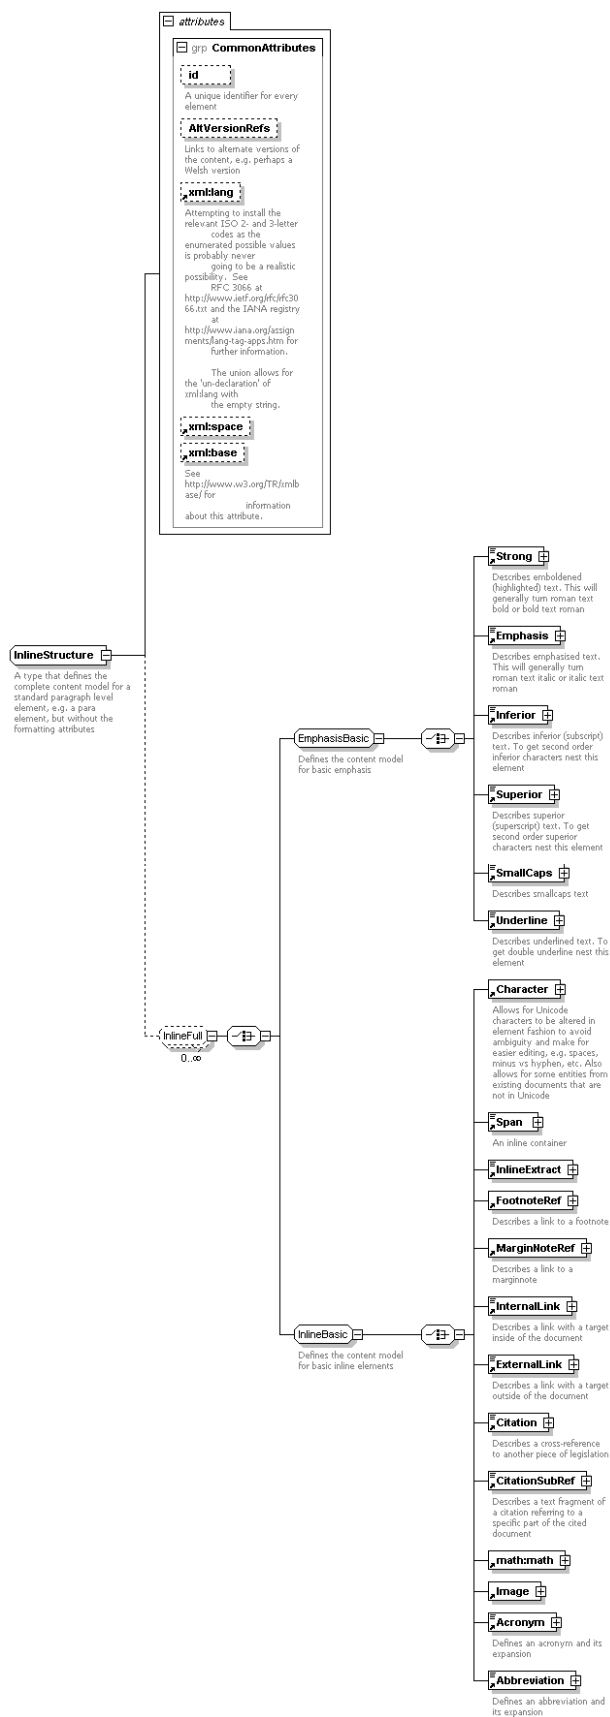 attributes
grp CommonAttributes
id
A unique identifier for every
element
AltVersionRefs
Links to alternate versions of
the content, e.g. perhaps a
Welsh version
xml:lang
Attempting to install the
relevant ISO 2- and 3-letter
codes as the
enumerated possible values
is probably never
going to be a realistic
possibility. See
RFC 3066 at
http://www.ietf.org/rfc/rfc30
66.txt and the IANA registry
at
http://www.iana.org/assign
ments/lang-tag-apps.htm for
further information.
The union allows for
the 'un-declaration' of
xml:lang with
the empty string.
xml:space
xml:base
See
http://www.w3.org/TR/xmlb
ase/ for
information
about this attribute.
InlineStructure
A type that defines the
complete content model for a
standard paragraph level
element, e.g. a para
element, but without the
formatting attributes
InlineFull
0..∞
EmphasisBasic
Defines the content model
for basic emphasis
Strong
Describes emboldened
(highlighted) text. This will
generally turn roman text
bold or bold text roman
Emphasis
Describes emphasised text.
This will generally turn
roman text italic or italic text
roman
Inferior
Describes inferior (subscript)
text. To get second order
inferior characters nest this
element
Superior
Describes superior
(superscript) text. To get
second order superior
characters nest this element
SmallCaps
Describes smallcaps text
Underline
Describes underlined text. To
get double underline nest this
element
InlineBasic
Defines the content model
for basic inline elements
Character
Allows for Unicode
characters to be altered in
element fashion to avoid
ambiguity and make for
easier editing, e.g. spaces,
minus vs hyphen, etc. Also
allows for some entities from
existing documents that are
not in Unicode
Span
An inline container
InlineExtract
FootnoteRef
Describes a link to a footnote
MarginNoteRef
Describes a link to a
marginnote
InternalLink
Describes a link with a target
inside of the document
ExternalLink
Describes a link with a target
outside of the document
Citation
Describes a cross-reference
to another piece of legislation
CitationSubRef
Describes a text fragment of
a citation referring to a
specific part of the cited
document
math:math
Image
Acronym
Defines an acronym and its
expansion
Abbreviation
Defines an abbreviation and
its expansion